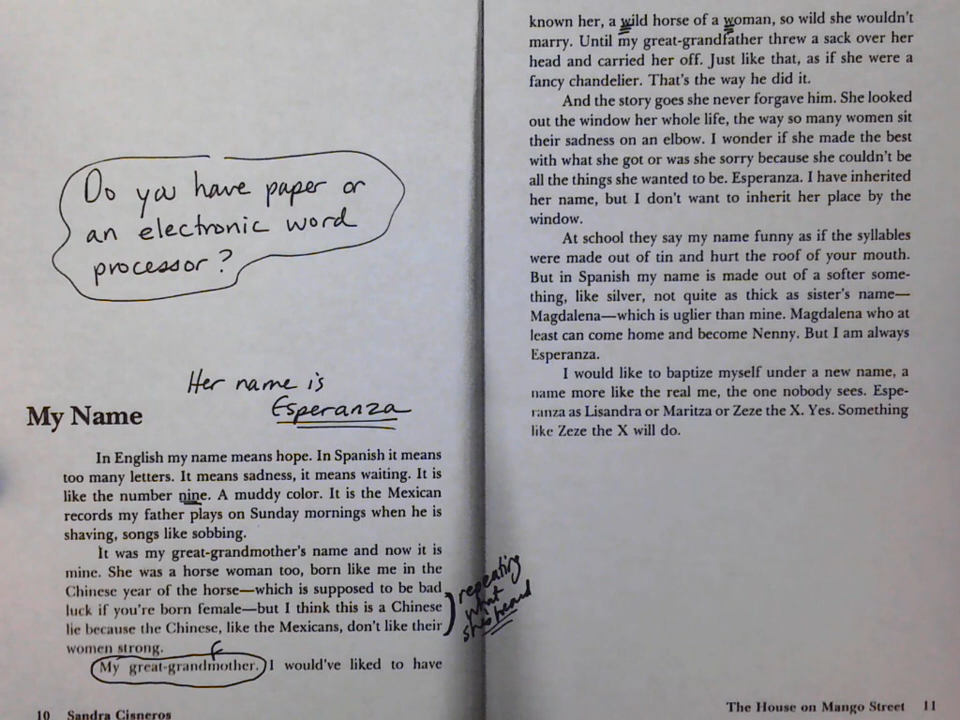 Do you have paper or
an electronic word
processor?
Her name is
Esperanza
My Name
In English my name means hope. In Spanish it means
too many letters. It means sadness, it means waiting. It is
like the number nine. A muddy color. It is the Mexican
records my father plays on Sunday mornings when he is
shaving, songs like sobbing.
It was my great-grandmother's name and now it is
mine. She was a horse woman too, born like me in the
Chinese year of the horse—which is supposed to be bad
luck if you're born female—but I think this is a Chinese
lie because the Chinese, like the Mexicans, don't like their
women strong.
My great-grandmother. I would've liked to have
repeating
what
she's heard
10 Sandra Cisneros
known her, a wild horse of a woman, so wild she wouldn't
marry. Until my great-grandfather threw a sack over her
head and carried her off. Just like that, as if she were a
fancy chandelier. That's the way he did it.
And the story goes she never forgave him. She looked
out the window her whole life, the way so many women sit
their sadness on an elbow. I wonder if she made the best
with what she got or was she sorry because she couldn't be
all the things she wanted to be. Esperanza. I have inherited
her name, but I don't want to inherit her place by the
window.
At school they say my name funny as if the syllables
were made out of tin and hurt the roof of your mouth.
But in Spanish my name is made out of a softer some-
thing, like silver, not quite as thick as sister's name—
Magdalena—which is uglier than mine. Magdalena who at
least can come home and become Nenny. But I am always
Esperanza.
I would like to baptize myself under a new name, a
name more like the real me, the one nobody sees. Espe-
ranza as Lisandra or Maritza or Zeze the X. Yes. Something
like Zeze the X will do.
The House on Mango Street 11